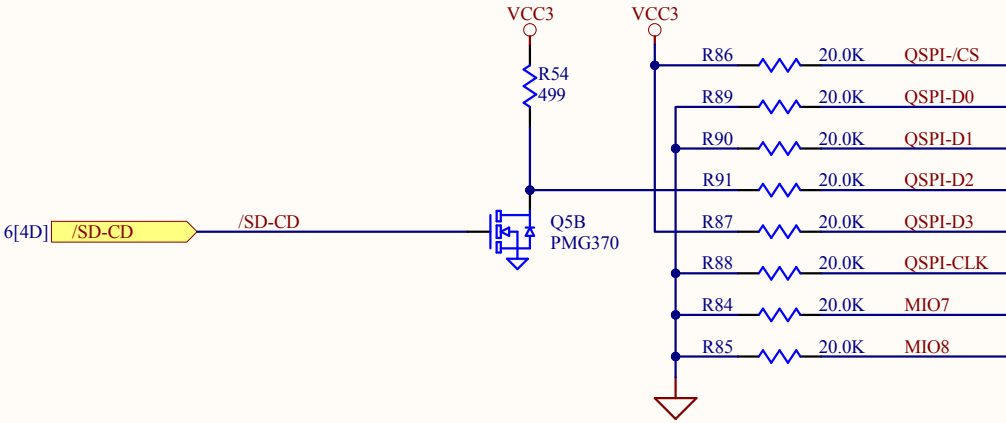 VCC3
VCC3
R54
499
R86 20.0K QSPI-/CS
R89 20.0K QSPI-D0
R90 20.0K QSPI-D1
R91 20.0K QSPI-D2
6[4D] /SD-CD /SD-CD
Q5B
PMG370
R87 20.0K QSPI-D3
R88 20.0K QSPI-CLK
R84 20.0K MIO7
R85 20.0K MIO8